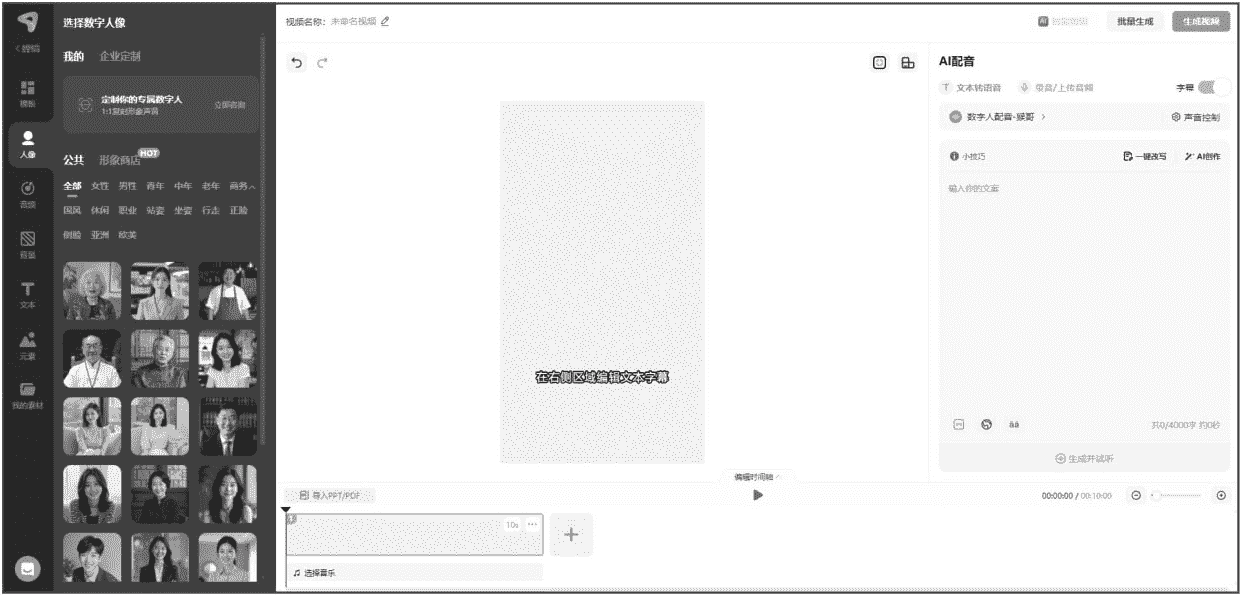 选择数字人像
我的
企业定制
定制你的专属数字人
1:1复刻形象声音
立即咨询
公共
形象商店
HOT
全部 女性 男性 青年 中年 老年 商务
国风 休闲 职业 站姿 坐姿 行走 正脸
侧脸 亚洲 欧美
模板
人像
音频
背景
文本
元素
我的素材
视频名称: 未命名视频
批量生成
生成视频
在右侧区域编辑文本字幕
AI配音
文本转语音
录音/上传音频
字幕
数字人配音-猴哥
声音控制
小技巧
一键改写
AI创作
输入你的文案
共0/4000字 约0秒
生成并试听
编辑时间轴
导入PPT/PDF
00:00:00 / 00:10:00
10s
选择音乐